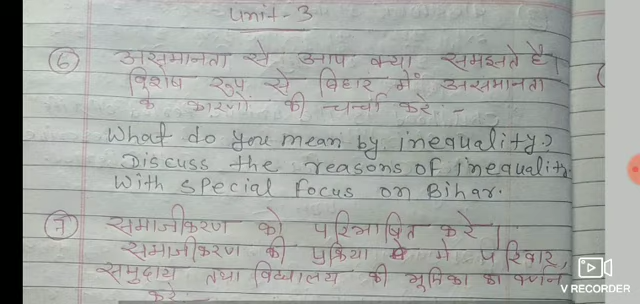 Unit-3
(6) असमानता से आप क्या समझते हैं।
विशेष रूप से बिहार में असमानता
के कारणों की चर्चा करें :-
What do you mean by inequality?
Discuss the reasons of inequality
With special focus on Bihar.
(7) समाजीकरण को परिभाषित करे।
समाजीकरण की प्रक्रिया में परिवार,
समुदाय तथा विद्यालय की भूमिका का वर्णन
करे
V RECORDER